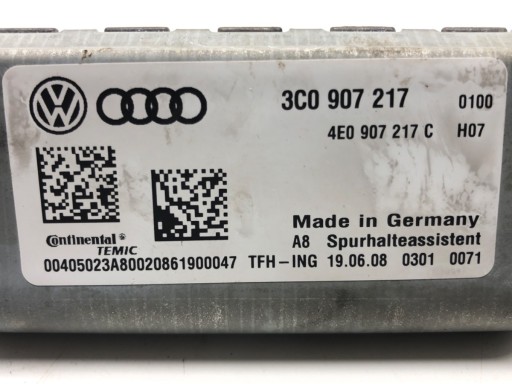 3C0 907 217 0100
4E0 907 217 C H07
Made in Germany
Continental TEMIC
A8 Spurhalteassistent
00405023A80020861900047 TFH-ING 19.06.08 0301 0071